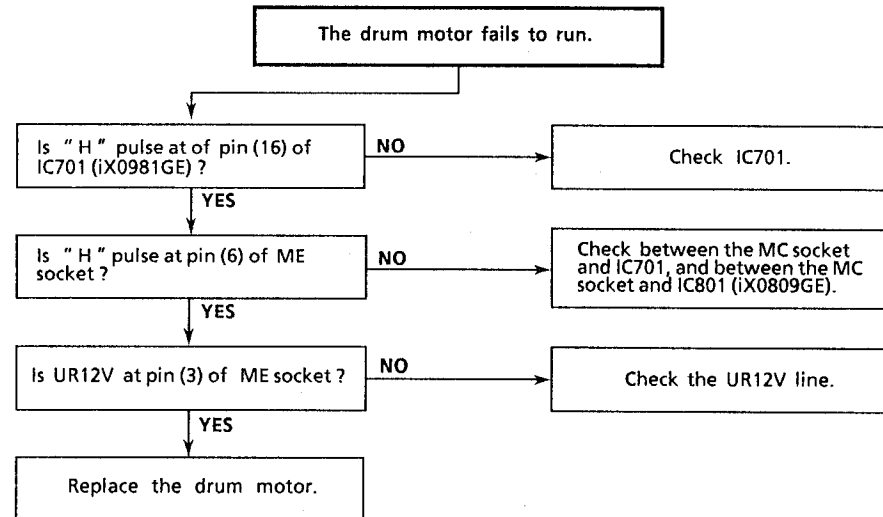 The drum motor fails to run.
Is " H " pulse at of pin (16) of
IC701 (iX0981GE) ?
NO
Check IC701.
YES
Is " H " pulse at pin (6) of ME
socket ?
NO
Check between the MC socket
and IC701, and between the MC
socket and IC801 (iX0809GE).
YES
Is UR12V at pin (3) of ME socket ?
NO
Check the UR12V line.
YES
Replace the drum motor.